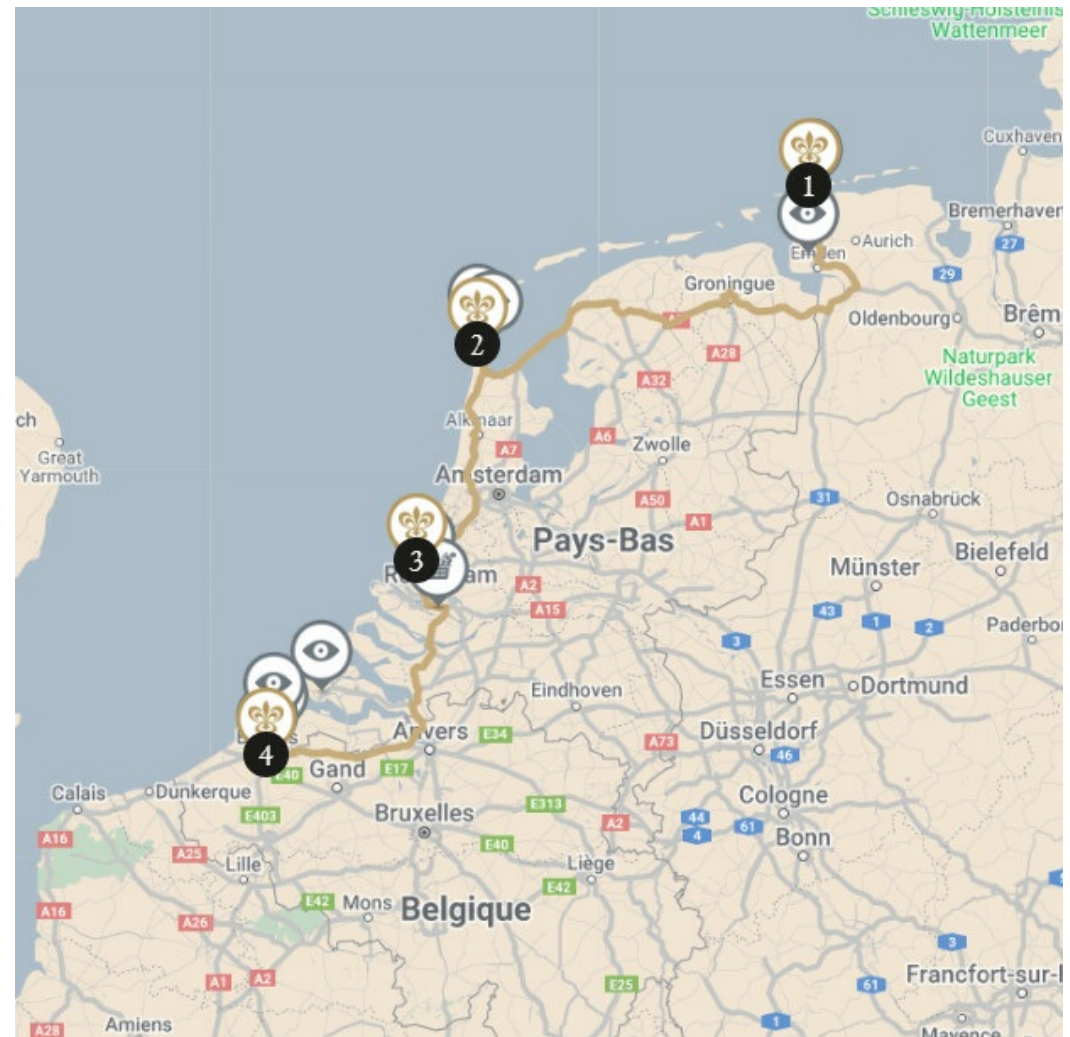 Schleswig-Holsteinis
Wattenmeer
Cuxhaven
1
Bremerhaven
27
Aurich
29
Groningue
Oldenbourg
Brêm
2
A28
Naturpark
Wildeshauser
Geest
A32
ch
Great
Yarmouth
A7
A6
Zwolle
Amsterdam
A50
31
Osnabrück
A1
3
Pays-Bas
Bielefeld
Münster
A2
A15
43
1
2
Paderbo
3
Essen
Dortmund
Eindhoven
4
Anvers
E34
A73
Düsseldorf
46
E40
Gand
E17
Calais
Dunkerque
E403
Bruxelles
E313
A2
Cologne
44
4
61
Bonn
A16
A25
Lille
E40
Liège
E42
A16
E42
Mons
Belgique
A26
3
A1
A2
E25
61
Francfort-sur-
A28
Amiens
1
Mayence